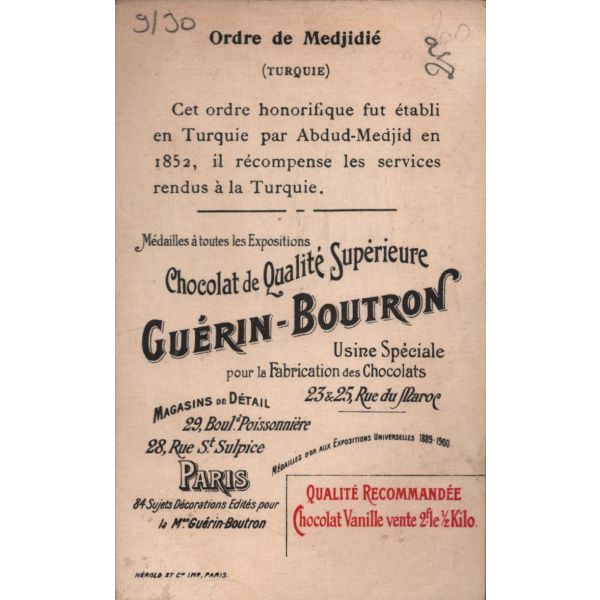 9/90
Ordre de Medjidié
(TURQUIE)
Cet ordre honorifique fut établi
en Turquie par Abdud-Medjid en
1852, il récompense les services
rendus à la Turquie.
Médailles à toutes les Expositions
Chocolat de Qualité Supérieure
GUÉRIN-BOUTRON
Usine Spéciale
pour la Fabrication des Chocolats
23 & 25, Rue du Maroc
MAGASINS DE DÉTAIL
29, Boul.d Poissonnière
28, Rue St. Sulpice
PARIS
MÉDAILLES D'OR AUX EXPOSITIONS UNIVERSELLES 1889-1900
84 Sujets Décorations Edités pour
la Mon Guérin-Boutron
QUALITÉ RECOMMANDÉE
Chocolat Vanille vente 2f le ½ Kilo.
HÉROLD ET Cie IMP, PARIS.